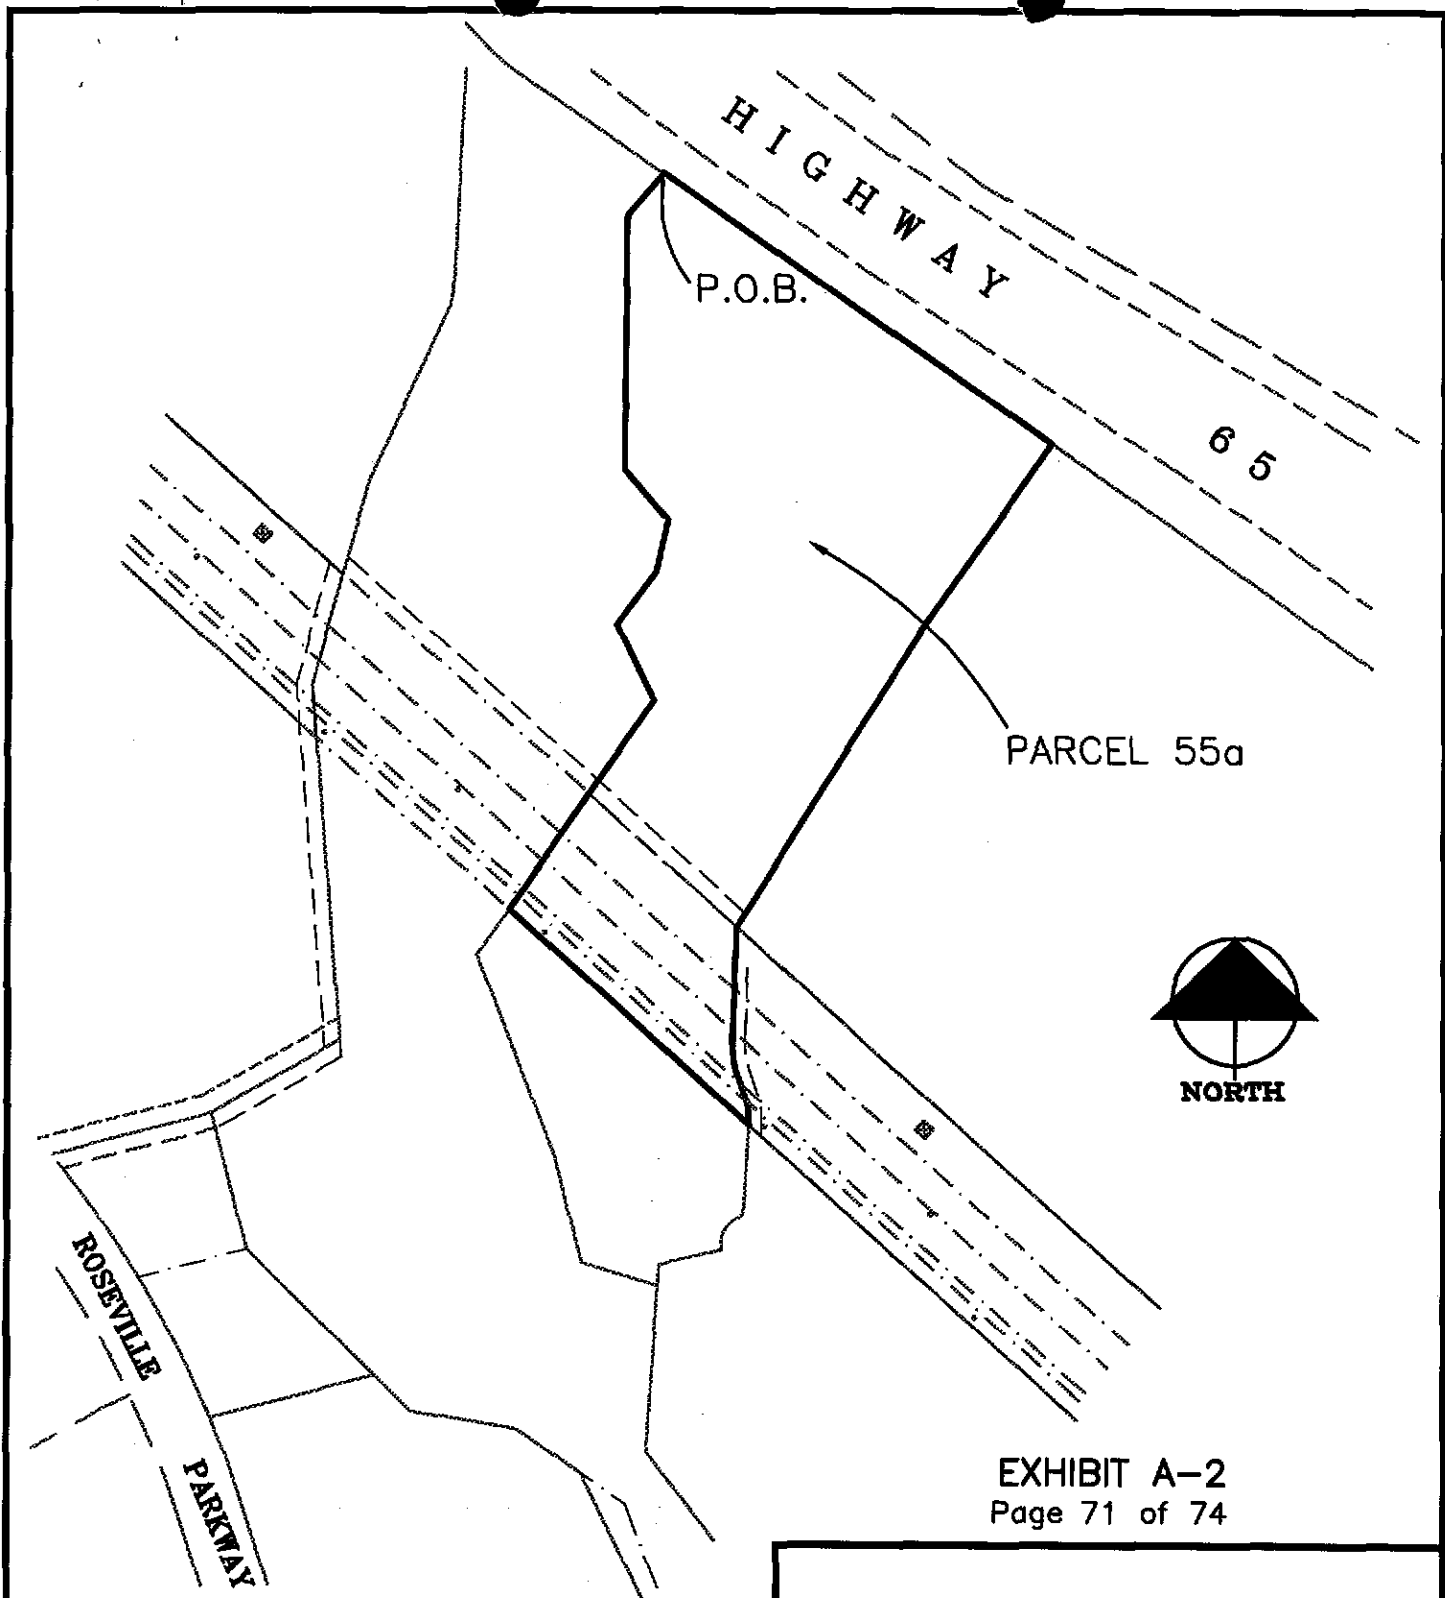 HIGHWAY
65
P.O.B.
PARCEL 55a
NORTH
ROSEVILLE
PARKWAY
EXHIBIT A-2
Page 71 of 74